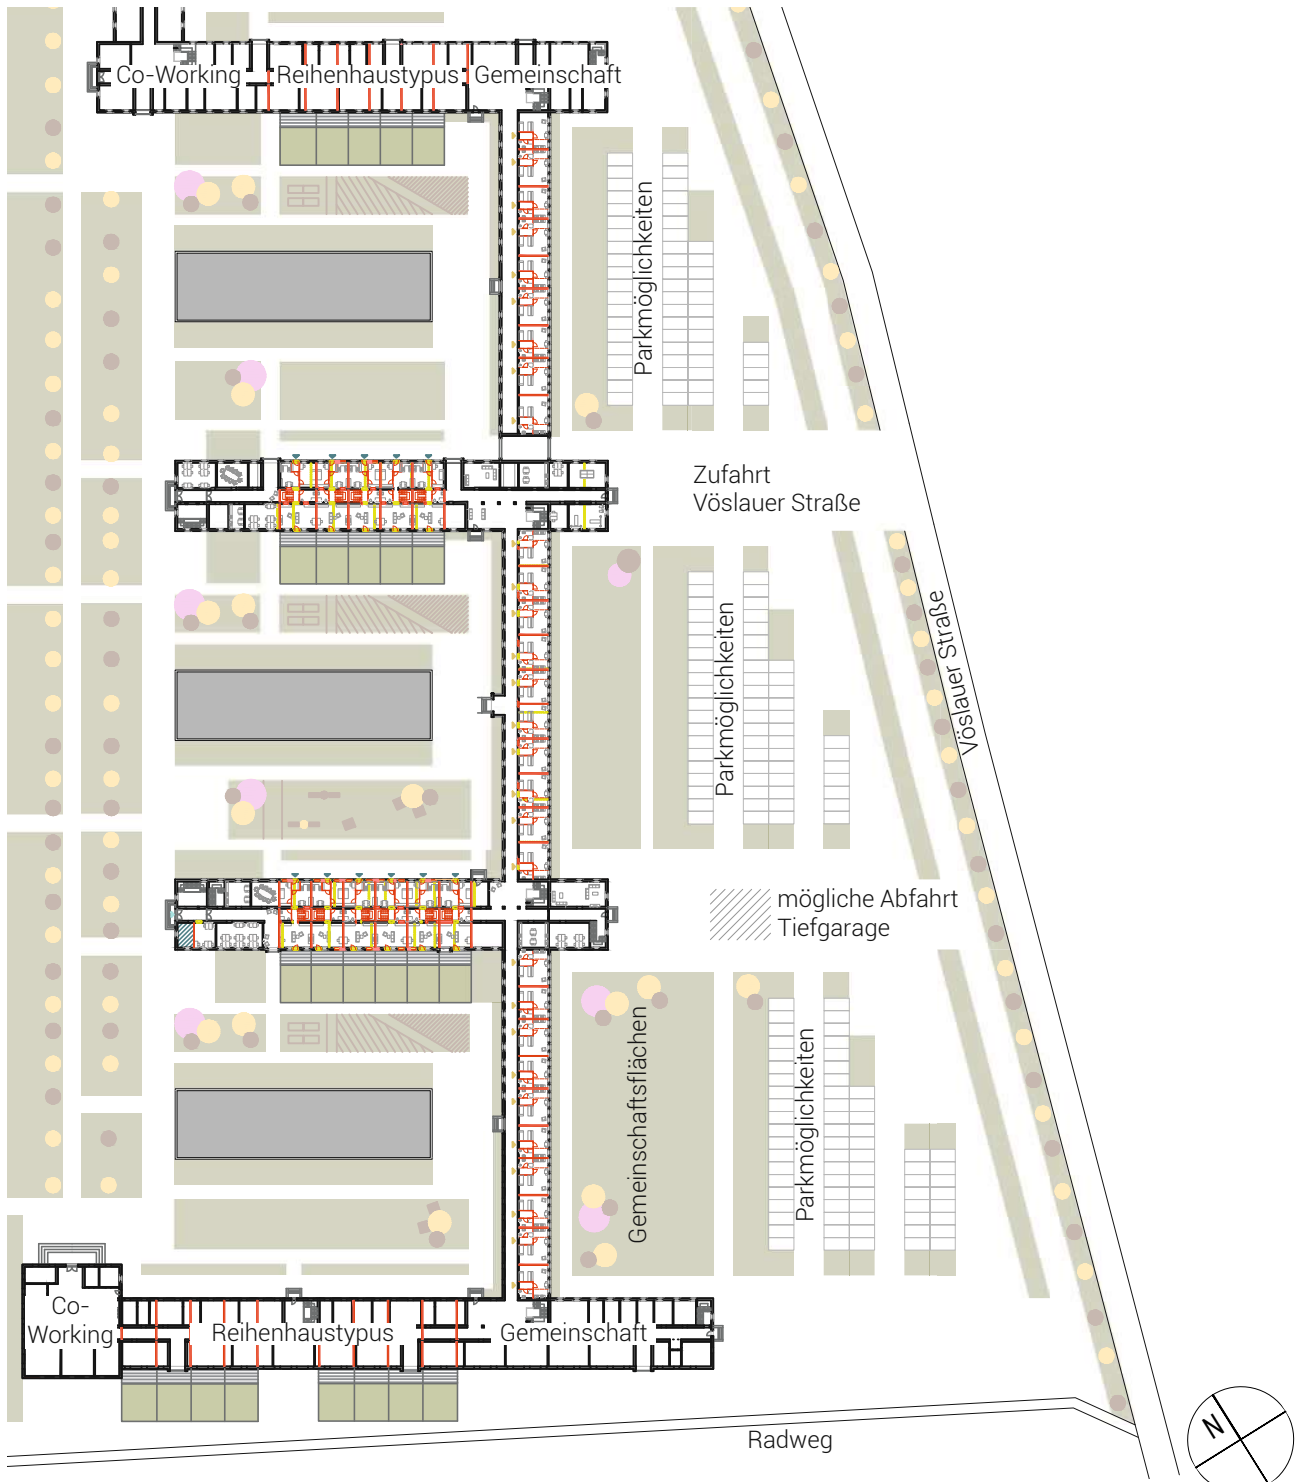 Co-Working
Reihenhaustypus
Gemeinschaft
Parkmöglichkeiten
Zufahrt
Vöslauer Straße
Parkmöglichkeiten
Vöslauer Straße
mögliche Abfahrt
Tiefgarage
Gemeinschaftsflächen
Parkmöglichkeiten
Co-
Working
Reihenhaustypus
Gemeinschaft
Radweg
N